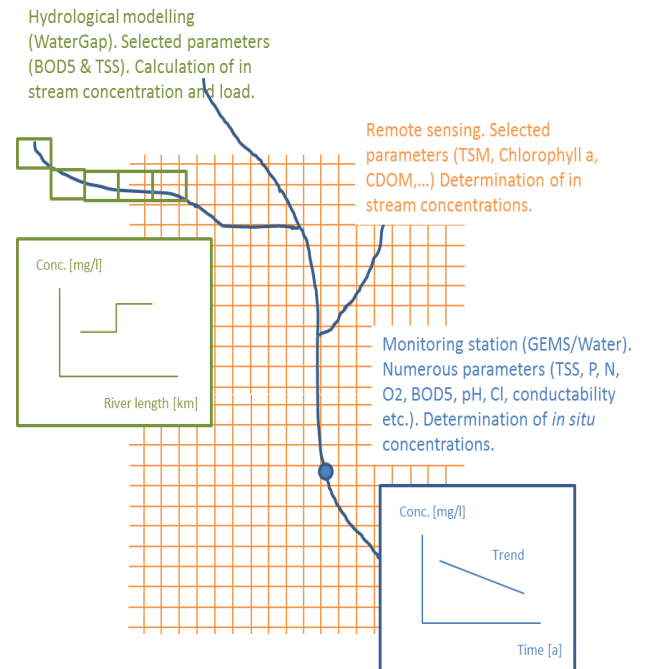 Hydrological modelling
(WaterGap). Selected parameters
(BOD5 & TSS). Calculation of in
stream concentration and load.
Remote sensing. Selected
parameters (TSM, Chlorophyll a,
CDOM,...) Determination of in
stream concentrations.
Conc. [mg/l]
River length [km]
Monitoring station (GEMS/Water).
Numerous parameters (TSS, P, N,
O2, BOD5, pH, Cl, conductability
etc.). Determination of in situ
concentrations.
Conc. [mg/l]
Trend
Time [a]